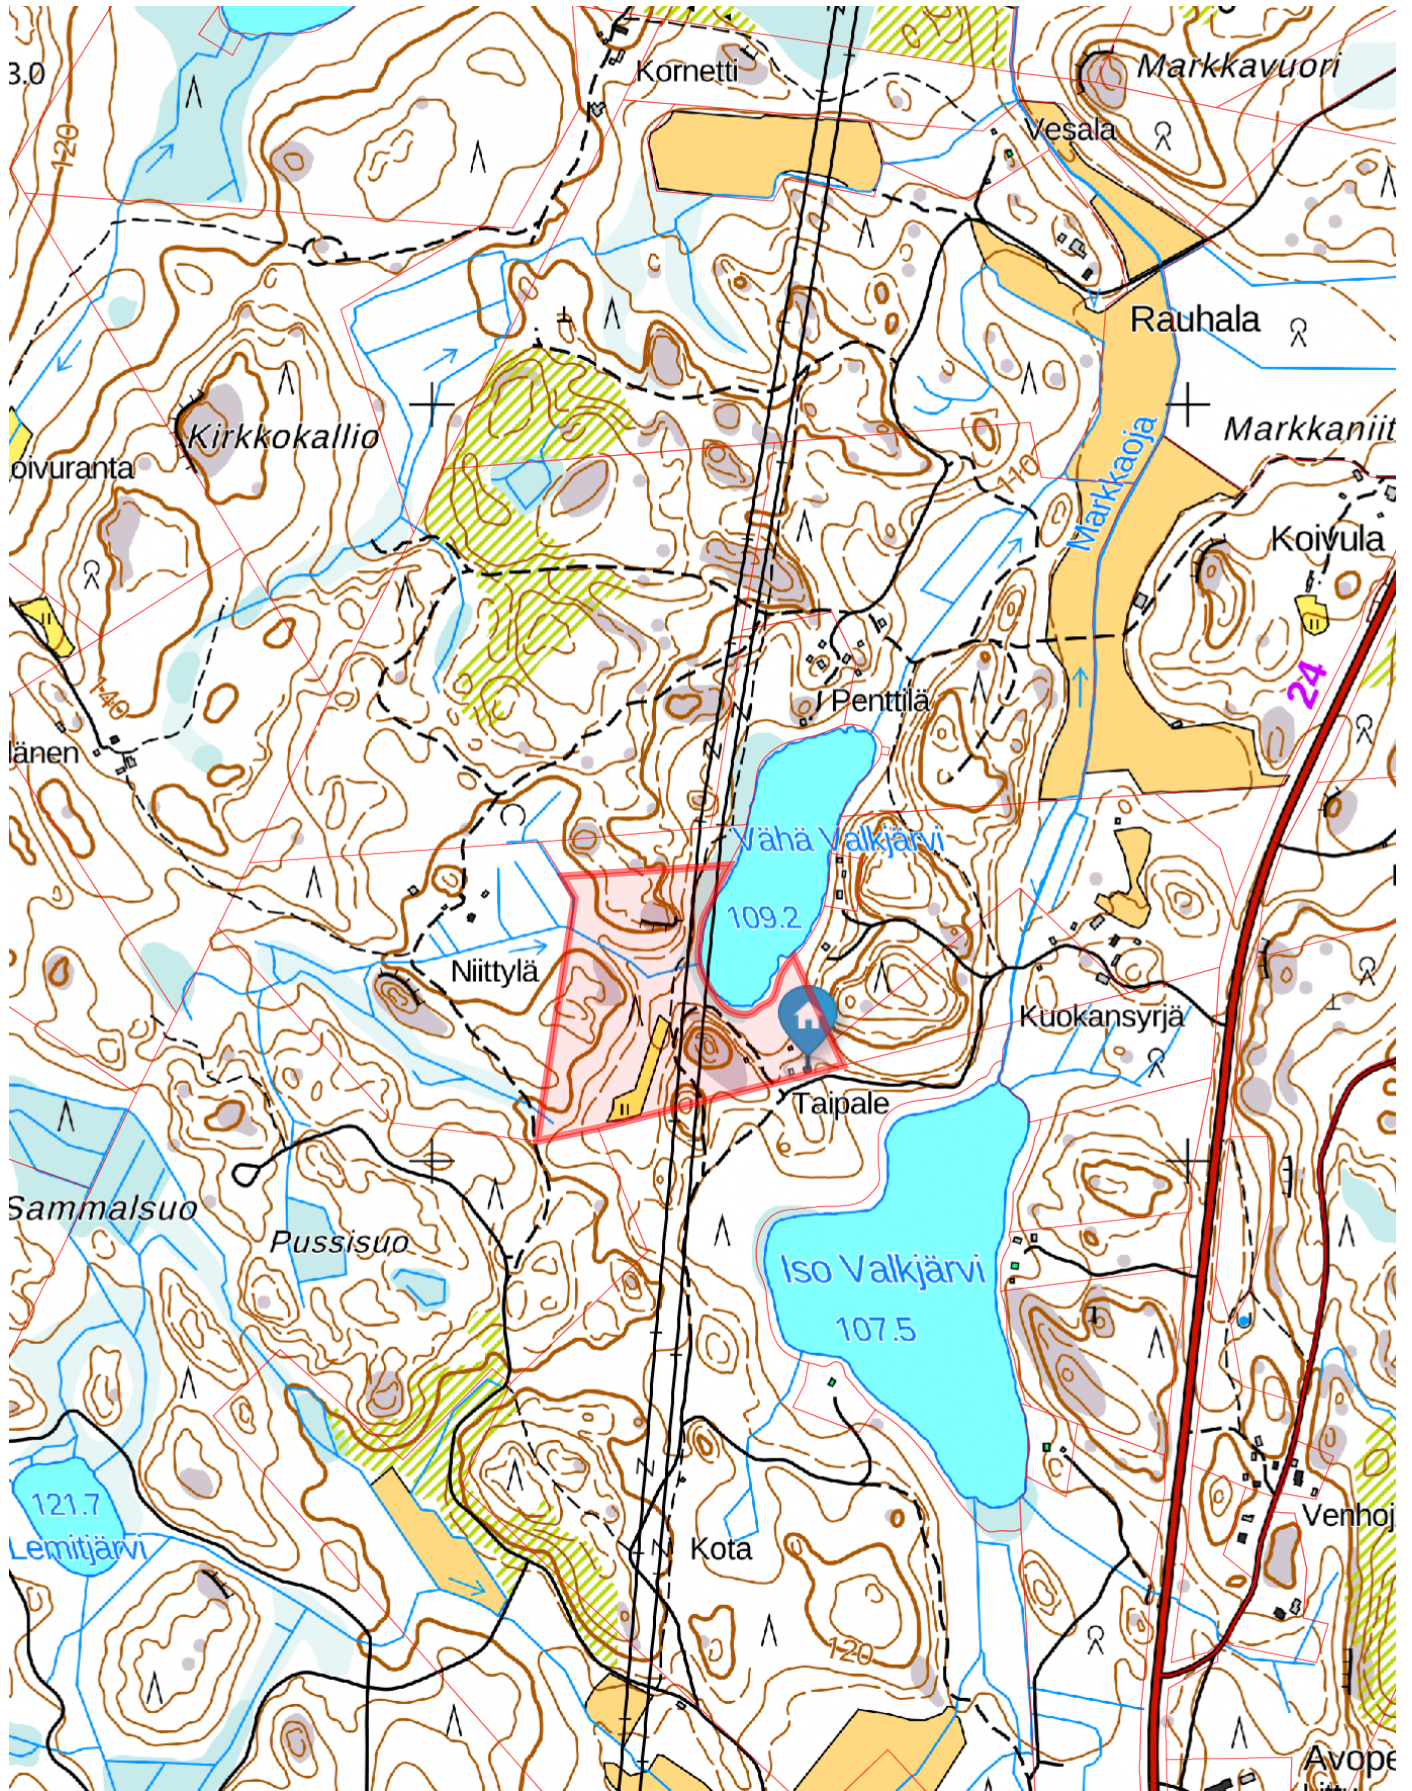 Kornetti
Markkavuori
3.0
Vesala
120
Rauhala
Kirkkokallio
Markkaniit
oivuranta
110
Markkaoja
Koivula
24
140
Penttilä
länen
Vähä Valkjärvi
109.2
Niittylä
Kuokansyrjä
Taipale
Sammalsuo
Pussisuo
Iso Valkjärvi
107.5
121.7
Lemitjärvi
Kota
Venhoj
120
Avope